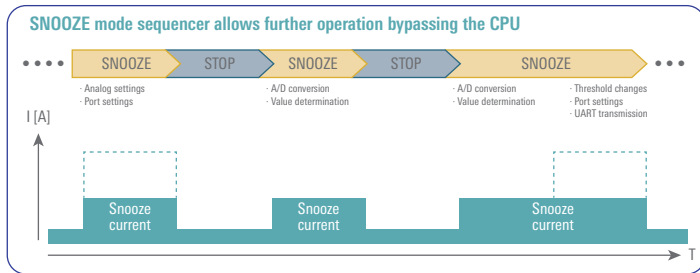 SNOOZE mode sequencer allows further operation bypassing the CPU
SNOOZE STOP SNOOZE STOP SNOOZE
· Analog settings
· Port settings
· A/D conversion
· Value determination
· A/D conversion
· Value determination
· Threshold changes
· Port settings
· UART transmission
I [A]
Snooze
current
Snooze
current
Snooze
current
T